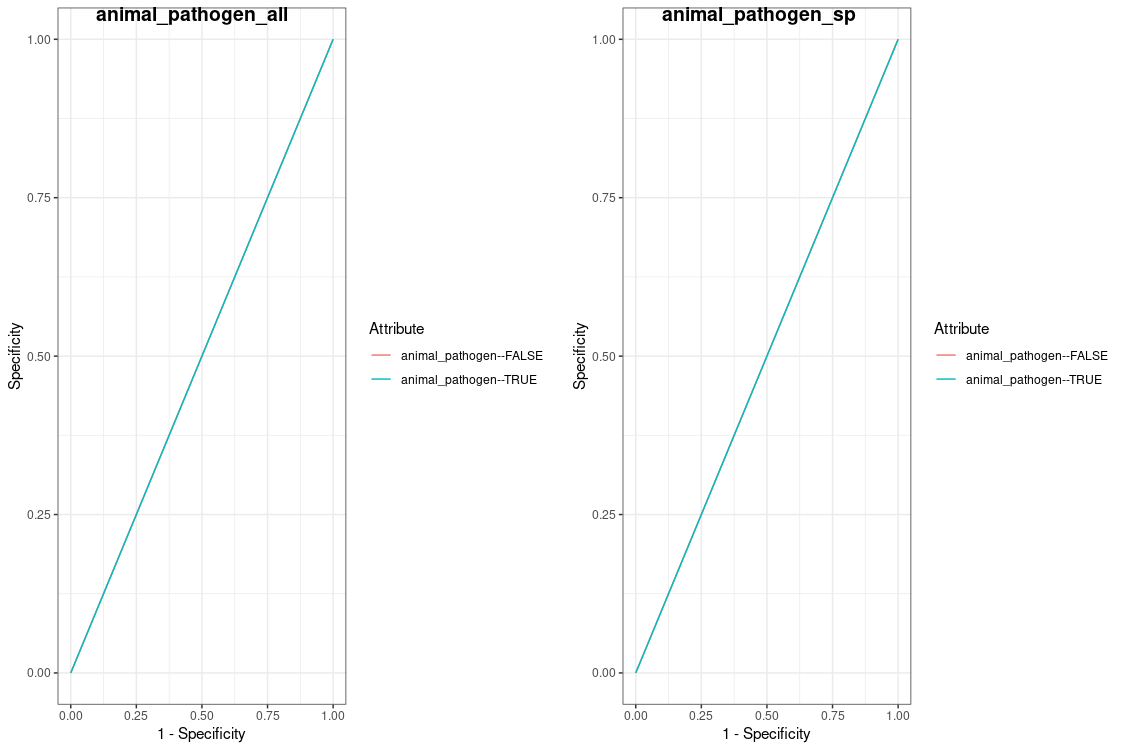 animal_pathogen_all
1.00
0.75
0.50
0.25
0.00
Specificity
0.00 0.25 0.50 0.75 1.00
1 - Specificity
Attribute
animal_pathogen--FALSE
animal_pathogen--TRUE
animal_pathogen_sp
1.00
0.75
0.50
0.25
0.00
Specificity
0.00 0.25 0.50 0.75 1.00
1 - Specificity
Attribute
animal_pathogen--FALSE
animal_pathogen--TRUE